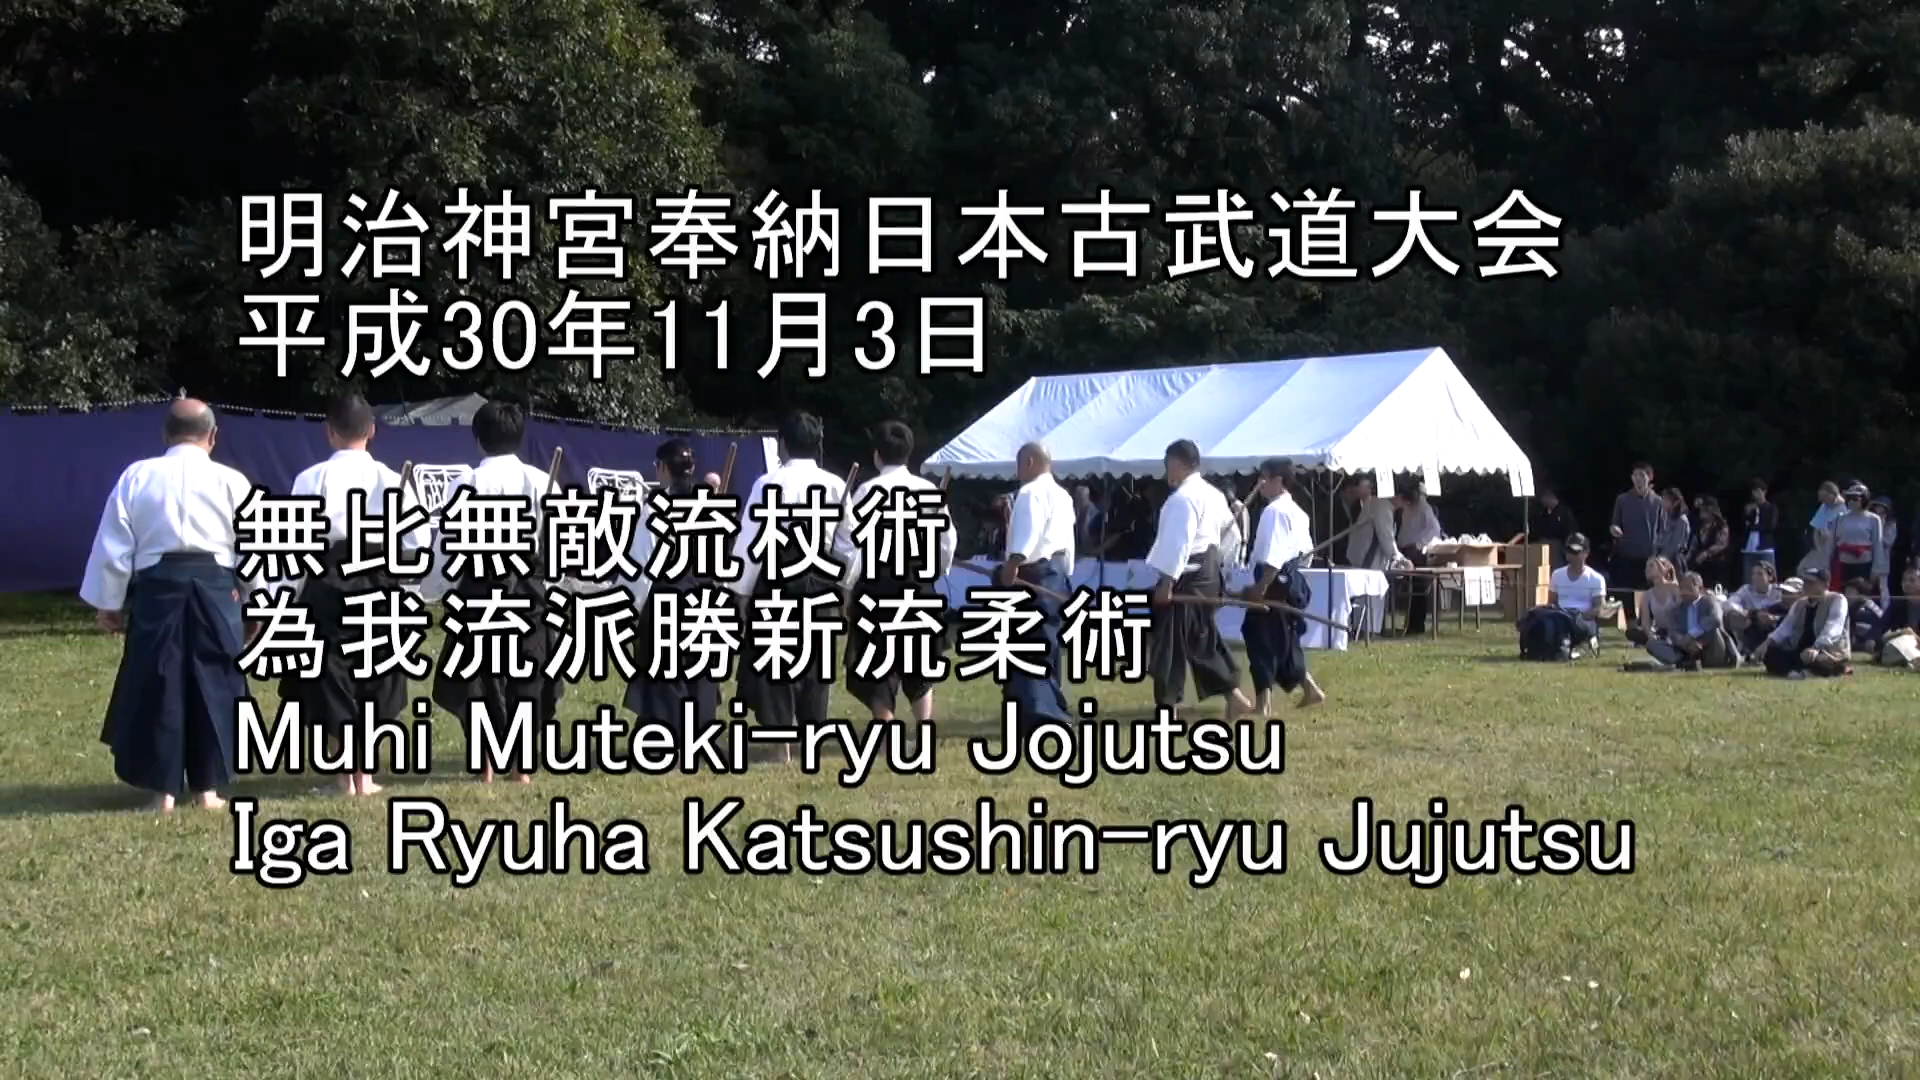 明治神宮奉納日本古武道大会
平成30年11月3日
無比無敵流杖術
為我流派勝新流柔術
Muhi Muteki-ryu Jojutsu
Iga Ryuha Katsushin-ryu Jujutsu